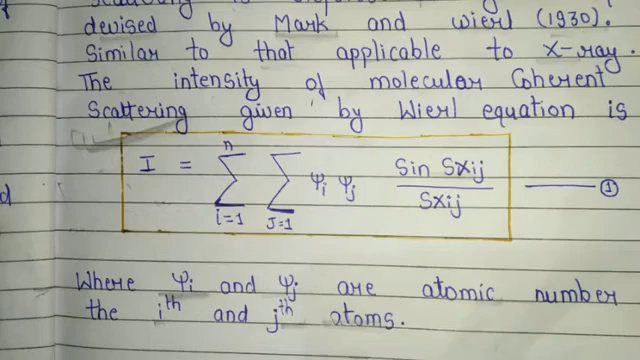 devised by Mark and Wierl (1930).
Similar to that applicable to x-ray.
The intensity of molecular Coherent
Scattering given by Wierl equation is
I = n∑i=1 ∑J=1 Ψi Ψj Sin Sxij / Sxij — ①
Where Ψi and Ψj are atomic number
the ith and jth atoms.